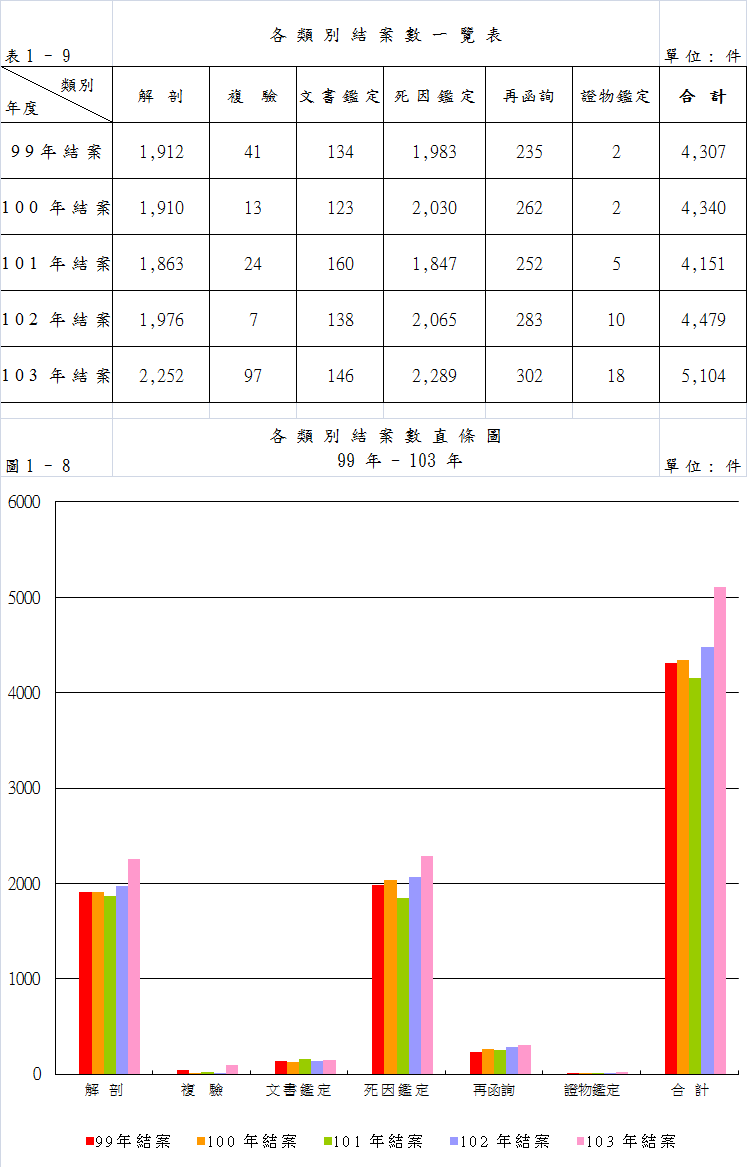 各類別結案數一覽表
表1-9 單位：件
類別
年度
解剖 複驗 文書鑑定 死因鑑定 再函詢 證物鑑定 合計
99年結案 1,912 41 134 1,983 235 2 4,307
100年結案 1,910 13 123 2,030 262 2 4,340
101年結案 1,863 24 160 1,847 252 5 4,151
102年結案 1,976 7 138 2,065 283 10 4,479
103年結案 2,252 97 146 2,289 302 18 5,104
各類別結案數直條圖
99年-103年
圖1-8 單位：件
6000
5000
4000
3000
2000
1000
0
解剖 複驗 文書鑑定 死因鑑定 再函詢 證物鑑定 合計
99年結案 100年結案 101年結案 102年結案 103年結案